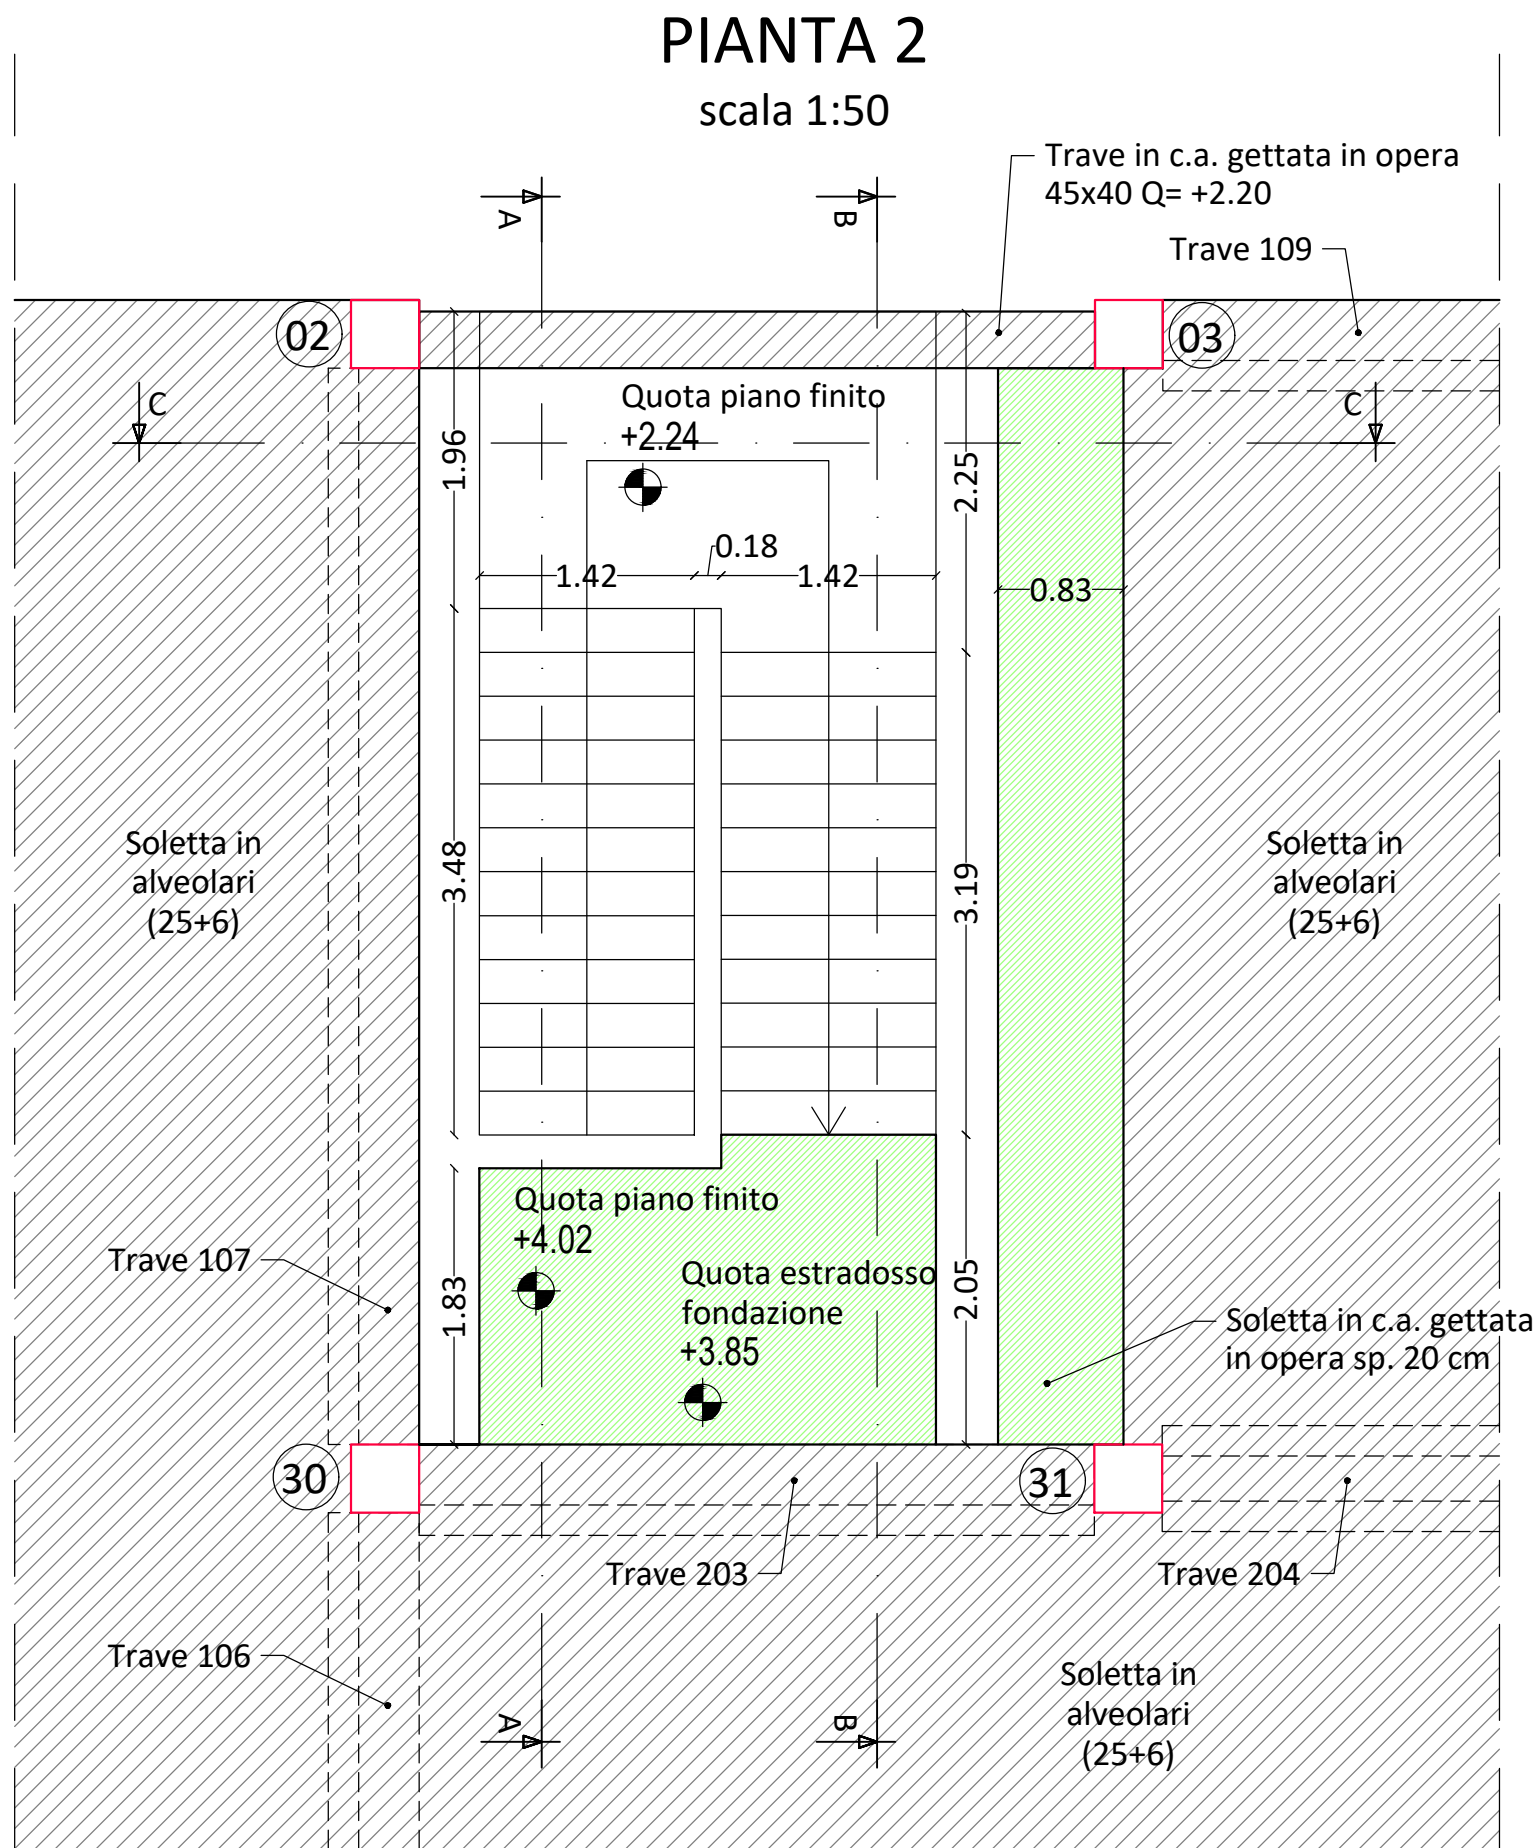 PIANTA 2
scala 1:50
Trave in c.a. gettata in opera
45x40 Q= +2.20
A
B
Trave 109
02
03
C
C
Quota piano finito
+2.24
1.96
2.25
0.18
1.42
1.42
0.83
Soletta in
alveolari
(25+6)
3.48
3.19
Soletta in
alveolari
(25+6)
Quota piano finito
+4.02
Trave 107
Quota estradosso
fondazione
+3.85
1.83
2.05
Soletta in c.a. gettata
in opera sp. 20 cm
30
31
Trave 203
Trave 204
Trave 106
Soletta in
alveolari
(25+6)
A
B